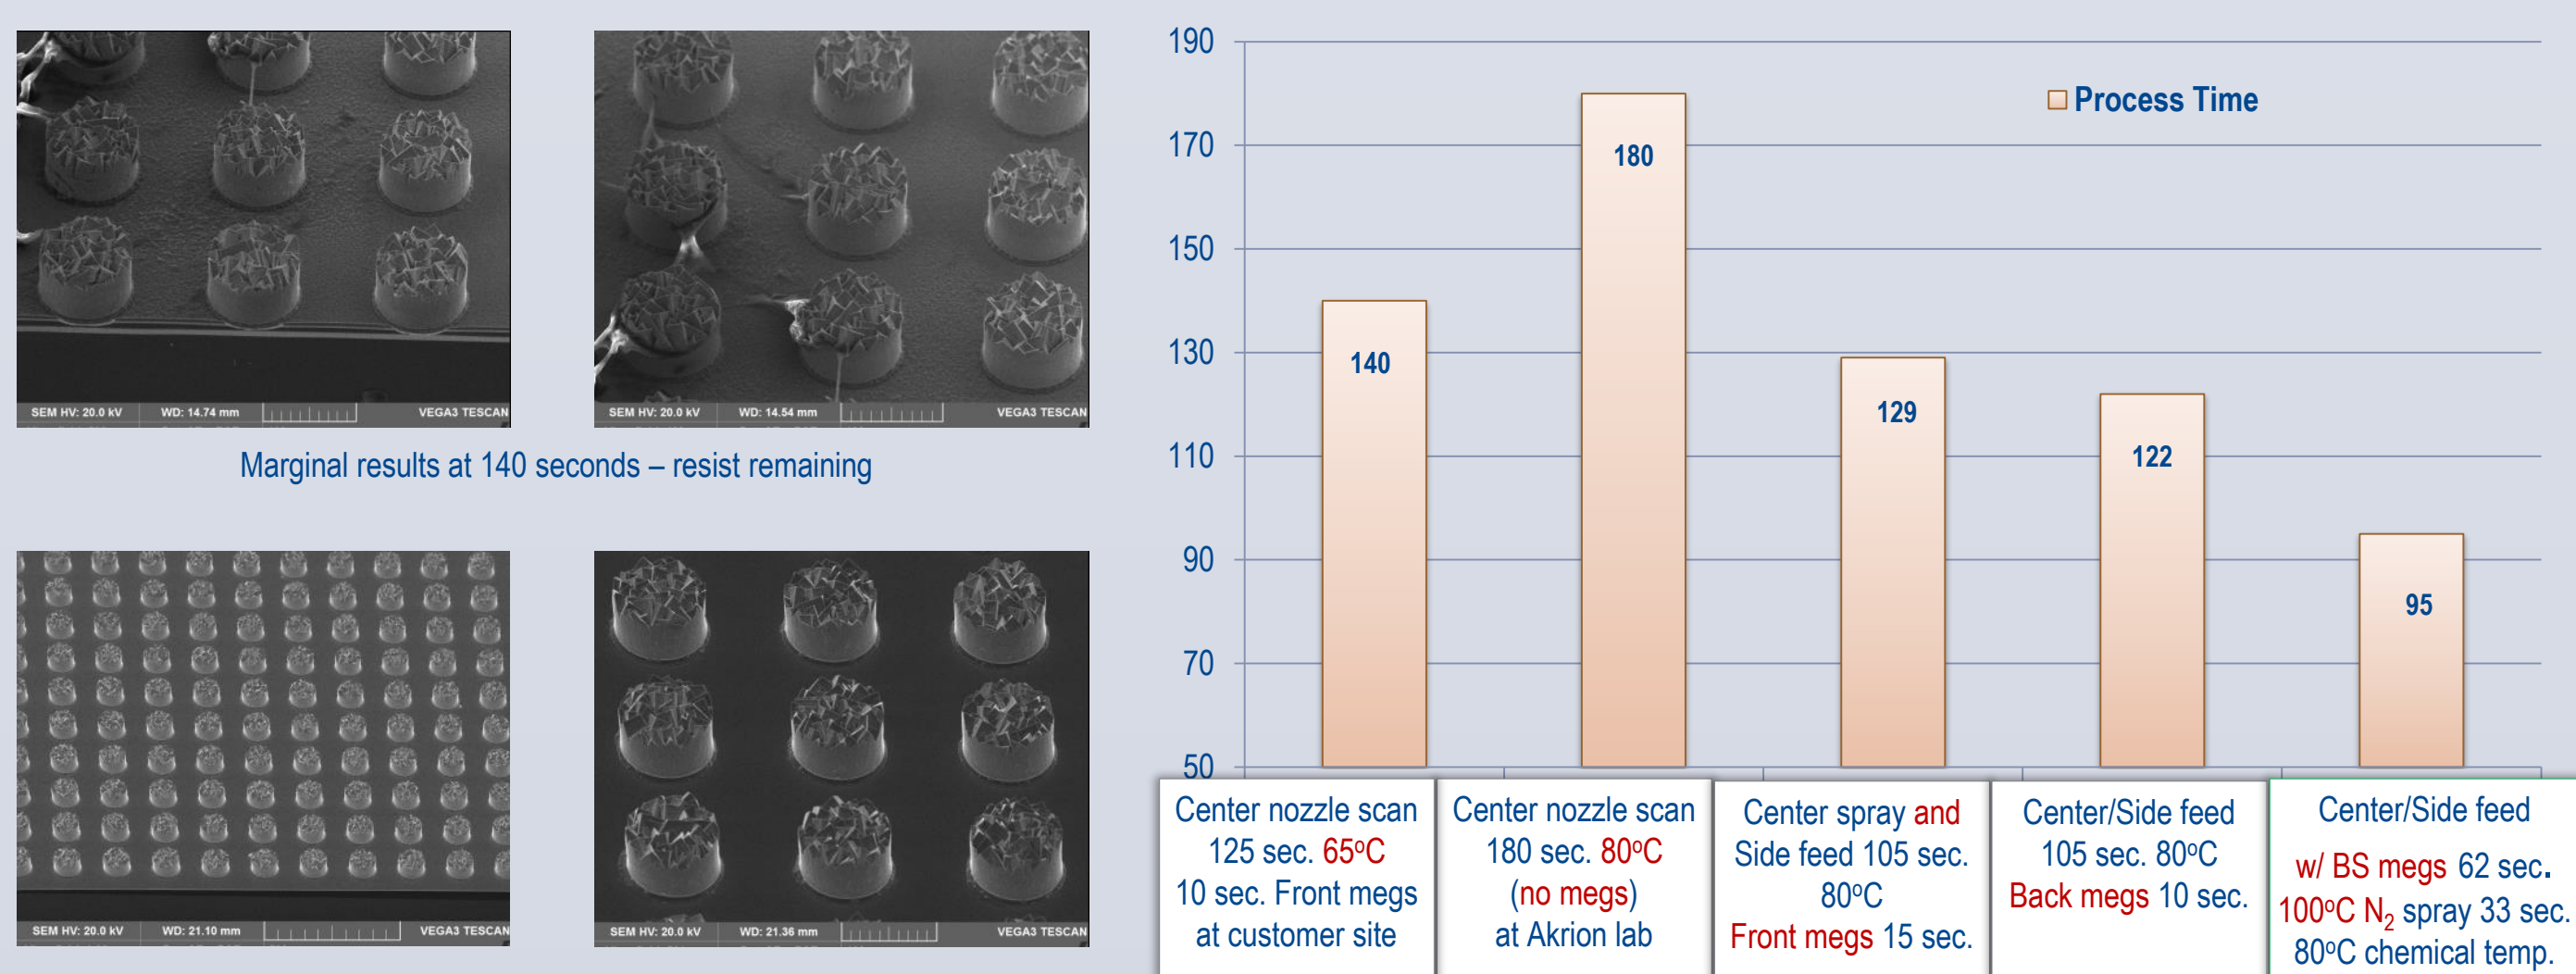 SEM HV: 20.0 kV WD: 14.74 mm VEGA3 TESCAN
SEM HV: 20.0 kV WD: 14.54 mm VEGA3 TESCAN
Marginal results at 140 seconds – resist remaining
SEM HV: 20.0 kV WD: 21.10 mm VEGA3 TESCAN
SEM HV: 20.0 kV WD: 21.36 mm VEGA3 TESCAN
190
170
150
130
110
90
70
50
Process Time
140
180
129
122
95
Center nozzle scan
125 sec. 65ºC
10 sec. Front megs
at customer site
Center nozzle scan
180 sec. 80ºC
(no megs)
at Akrion lab
Center spray and
Side feed 105 sec.
80ºC
Front megs 15 sec.
Center/Side feed
105 sec. 80ºC
Back megs 10 sec.
Center/Side feed
w/ BS megs 62 sec.
100ºC N₂ spray 33 sec.
80ºC chemical temp.